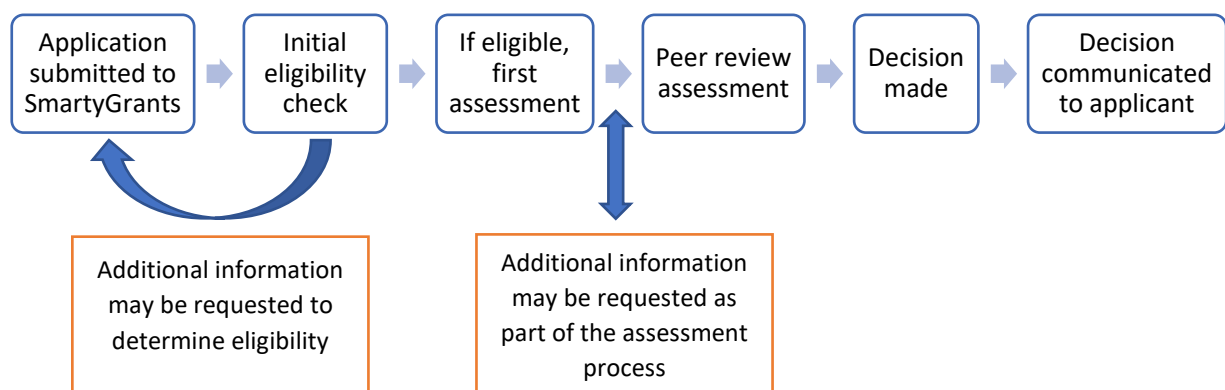 Application
submitted to
SmartyGrants
Initial
eligibility
check
If eligible,
first
assessment
Peer review
assessment
Decision
made
Decision
communicated
to applicant
Additional information
may be requested to
determine eligibility
Additional information
may be requested as
part of the assessment
process